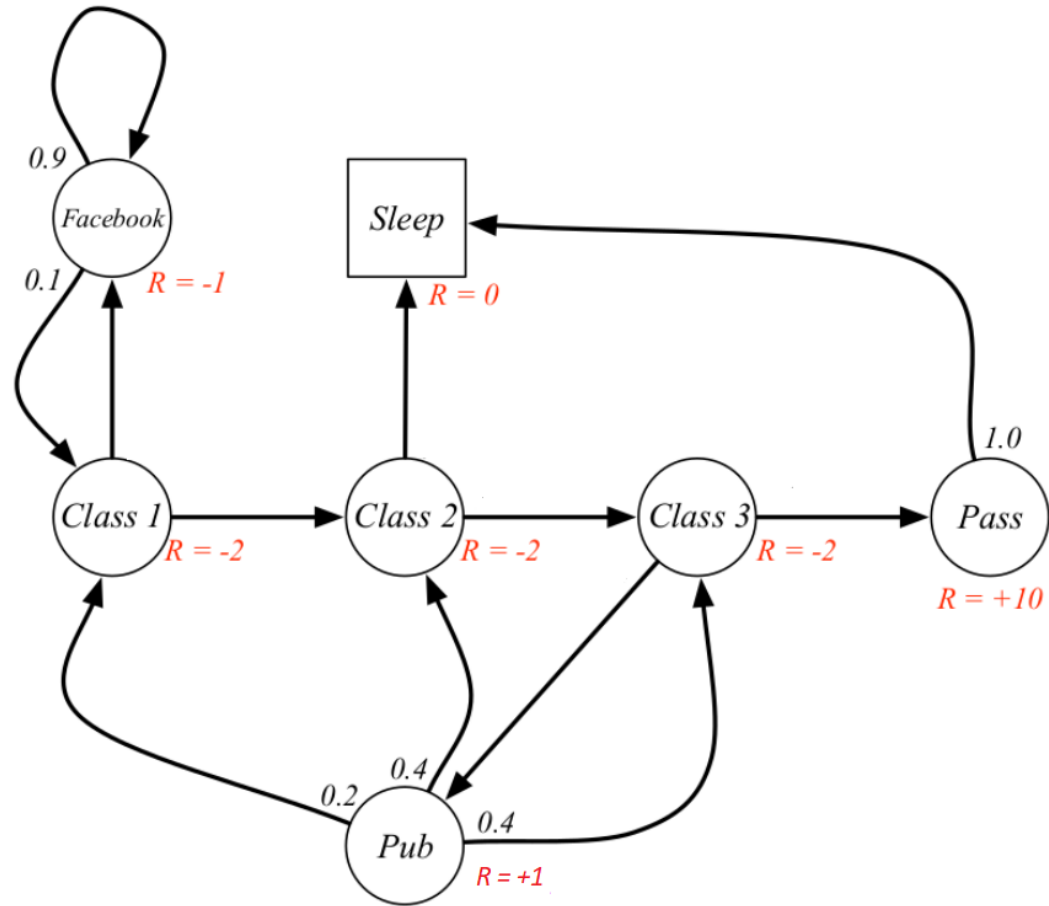 0.9
Facebook
0.1
R = -1
Sleep
R = 0
1.0
Class 1
R = -2
Class 2
R = -2
Class 3
R = -2
Pass
R = +10
0.2
0.4
0.4
Pub
R = +1